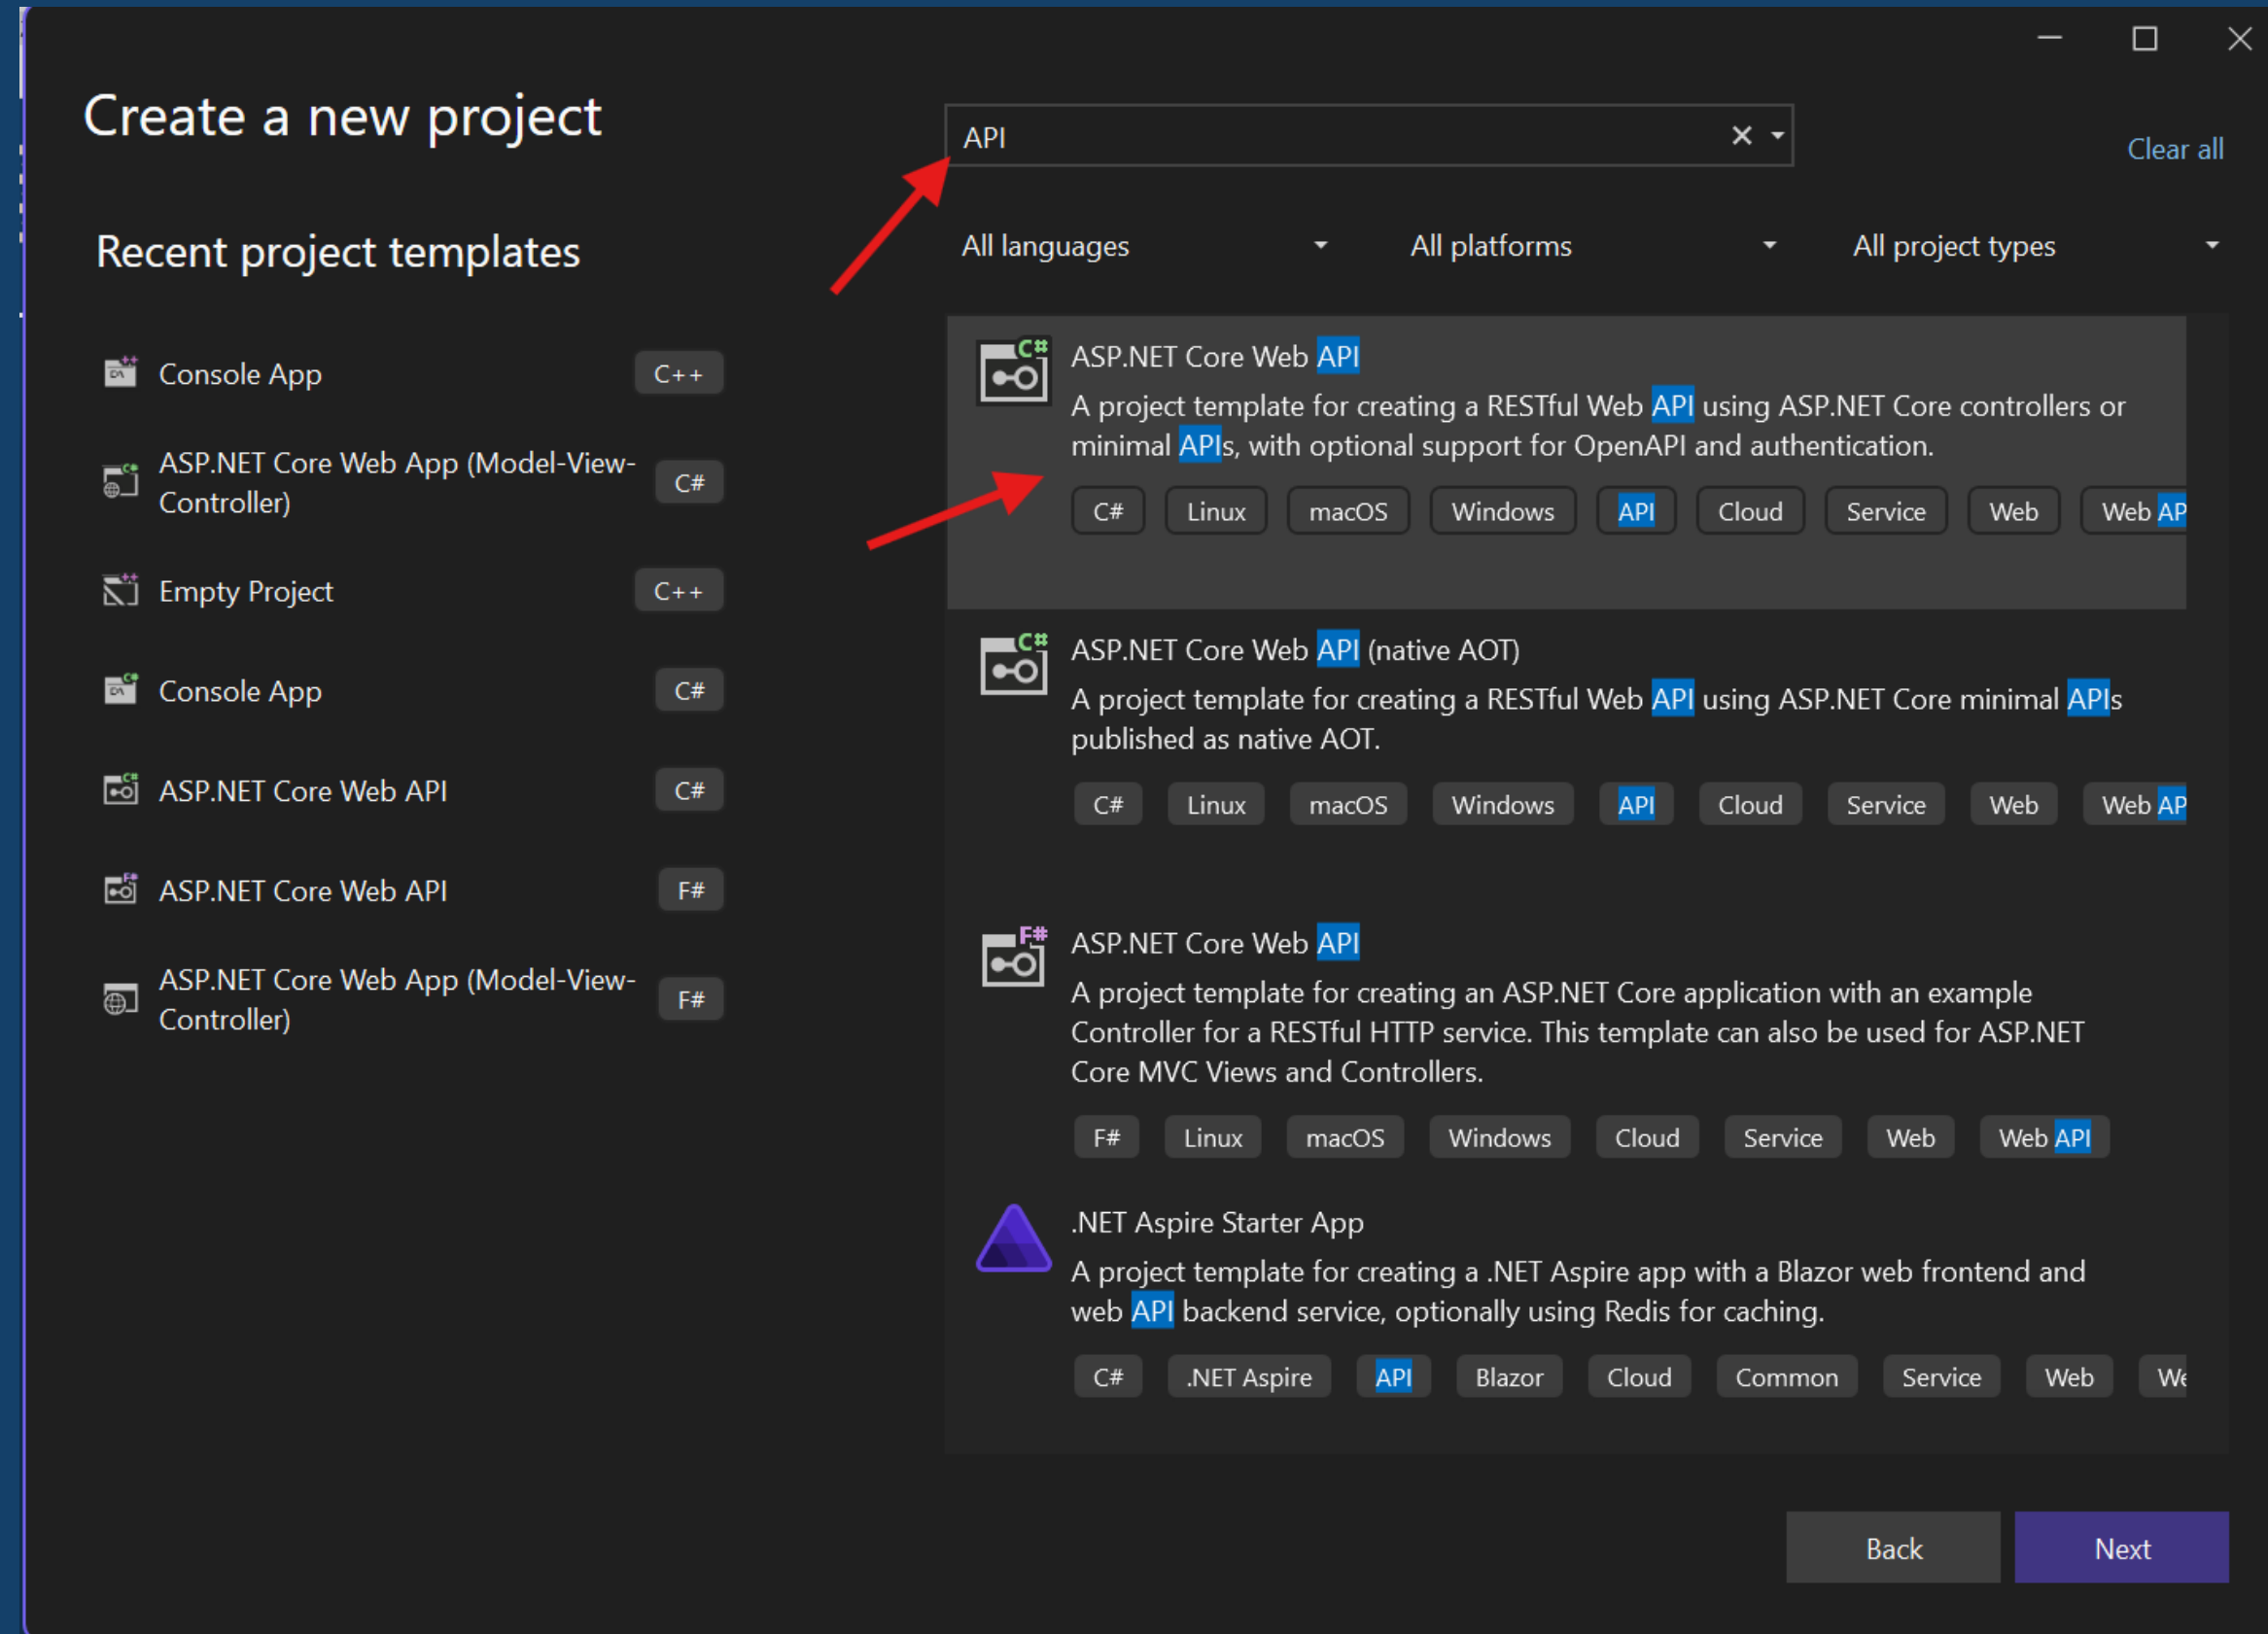 Create a new project
Recent project templates
Console App
C++
ASP.NET Core Web App (Model-View-
Controller)
C#
Empty Project
C++
Console App
C#
ASP.NET Core Web API
C#
ASP.NET Core Web API
F#
ASP.NET Core Web App (Model-View-
Controller)
F#
API
Clear all
All languages
All platforms
All project types
ASP.NET Core Web API
A project template for creating a RESTful Web API using ASP.NET Core controllers or
minimal APIs, with optional support for OpenAPI and authentication.
C# Linux macOS Windows API Cloud Service Web Web AP
ASP.NET Core Web API (native AOT)
A project template for creating a RESTful Web API using ASP.NET Core minimal APIs
published as native AOT.
C# Linux macOS Windows API Cloud Service Web Web AP
ASP.NET Core Web API
A project template for creating an ASP.NET Core application with an example
Controller for a RESTful HTTP service. This template can also be used for ASP.NET
Core MVC Views and Controllers.
F# Linux macOS Windows Cloud Service Web Web API
.NET Aspire Starter App
A project template for creating a .NET Aspire app with a Blazor web frontend and
web API backend service, optionally using Redis for caching.
C# .NET Aspire API Blazor Cloud Common Service Web We
Back
Next